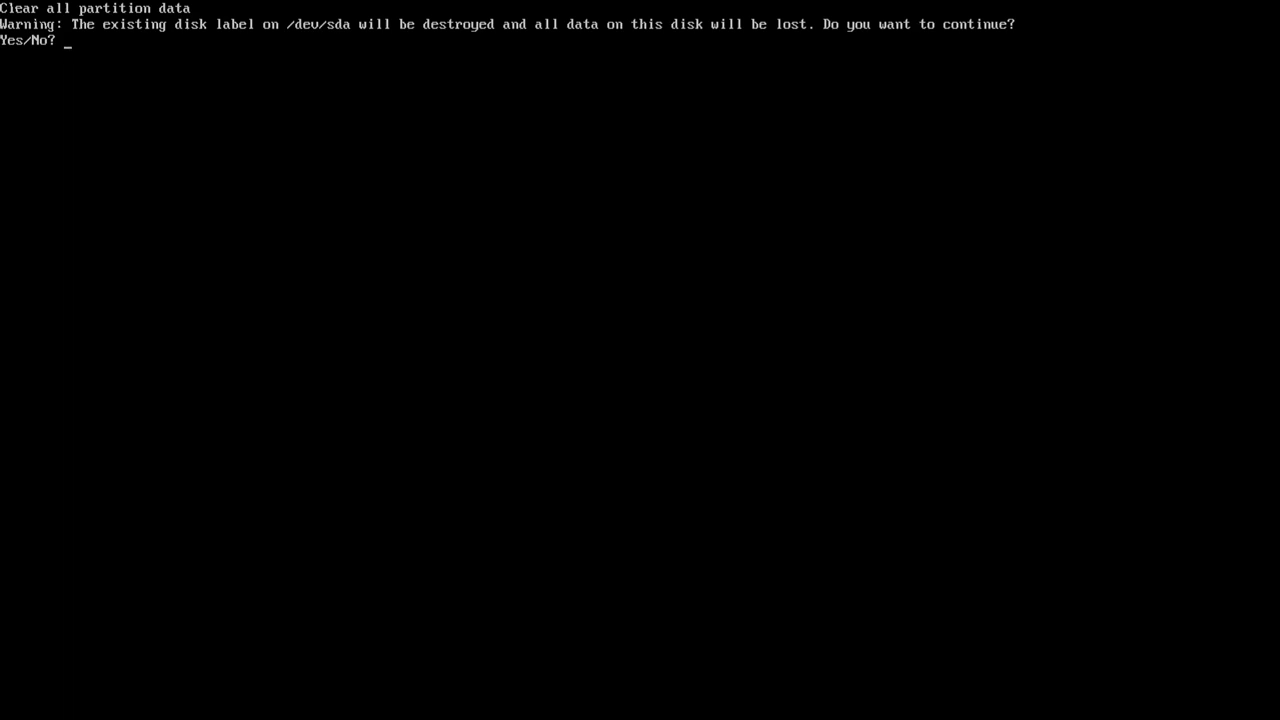 Clear all partition data
Warning: The existing disk label on /dev/sda will be destroyed and all data on this disk will be lost. Do you want to continue?
Yes/No? _